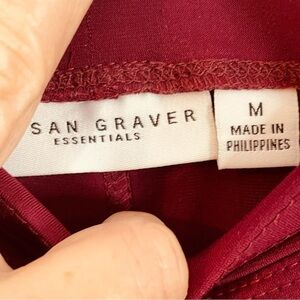 SAN GRAVER
ESSENTIALS
M
MADE IN
PHILIPPINES